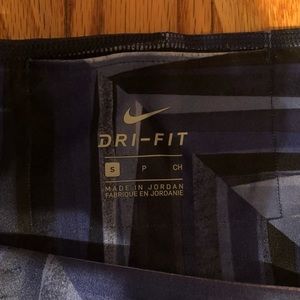 DRI-FIT
S P CH
MADE IN JORDAN
FABRIQUE EN JORDANIE